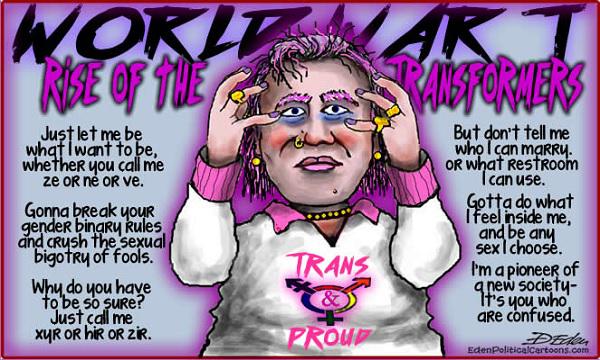 WORLD WAR T
RISE OF THE TRANSFORMERS
Just let me be
what I want to be,
whether you call me
ze or ne or ve.
Gonna break your
gender binary rules
and crush the sexual
bigotry of fools.
Why do you have
to be so sure?
Just call me
xyr or hir or zir.
But don't tell me
who I can marry.
or what restroom
I can use.
Gotta do what
I feel inside me,
and be any
sex I choose.
I'm a pioneer of
a new society-
It's you who
are confused.
TRANS
&
PROUD
D.Eden
EdenPoliticalCartoons.com